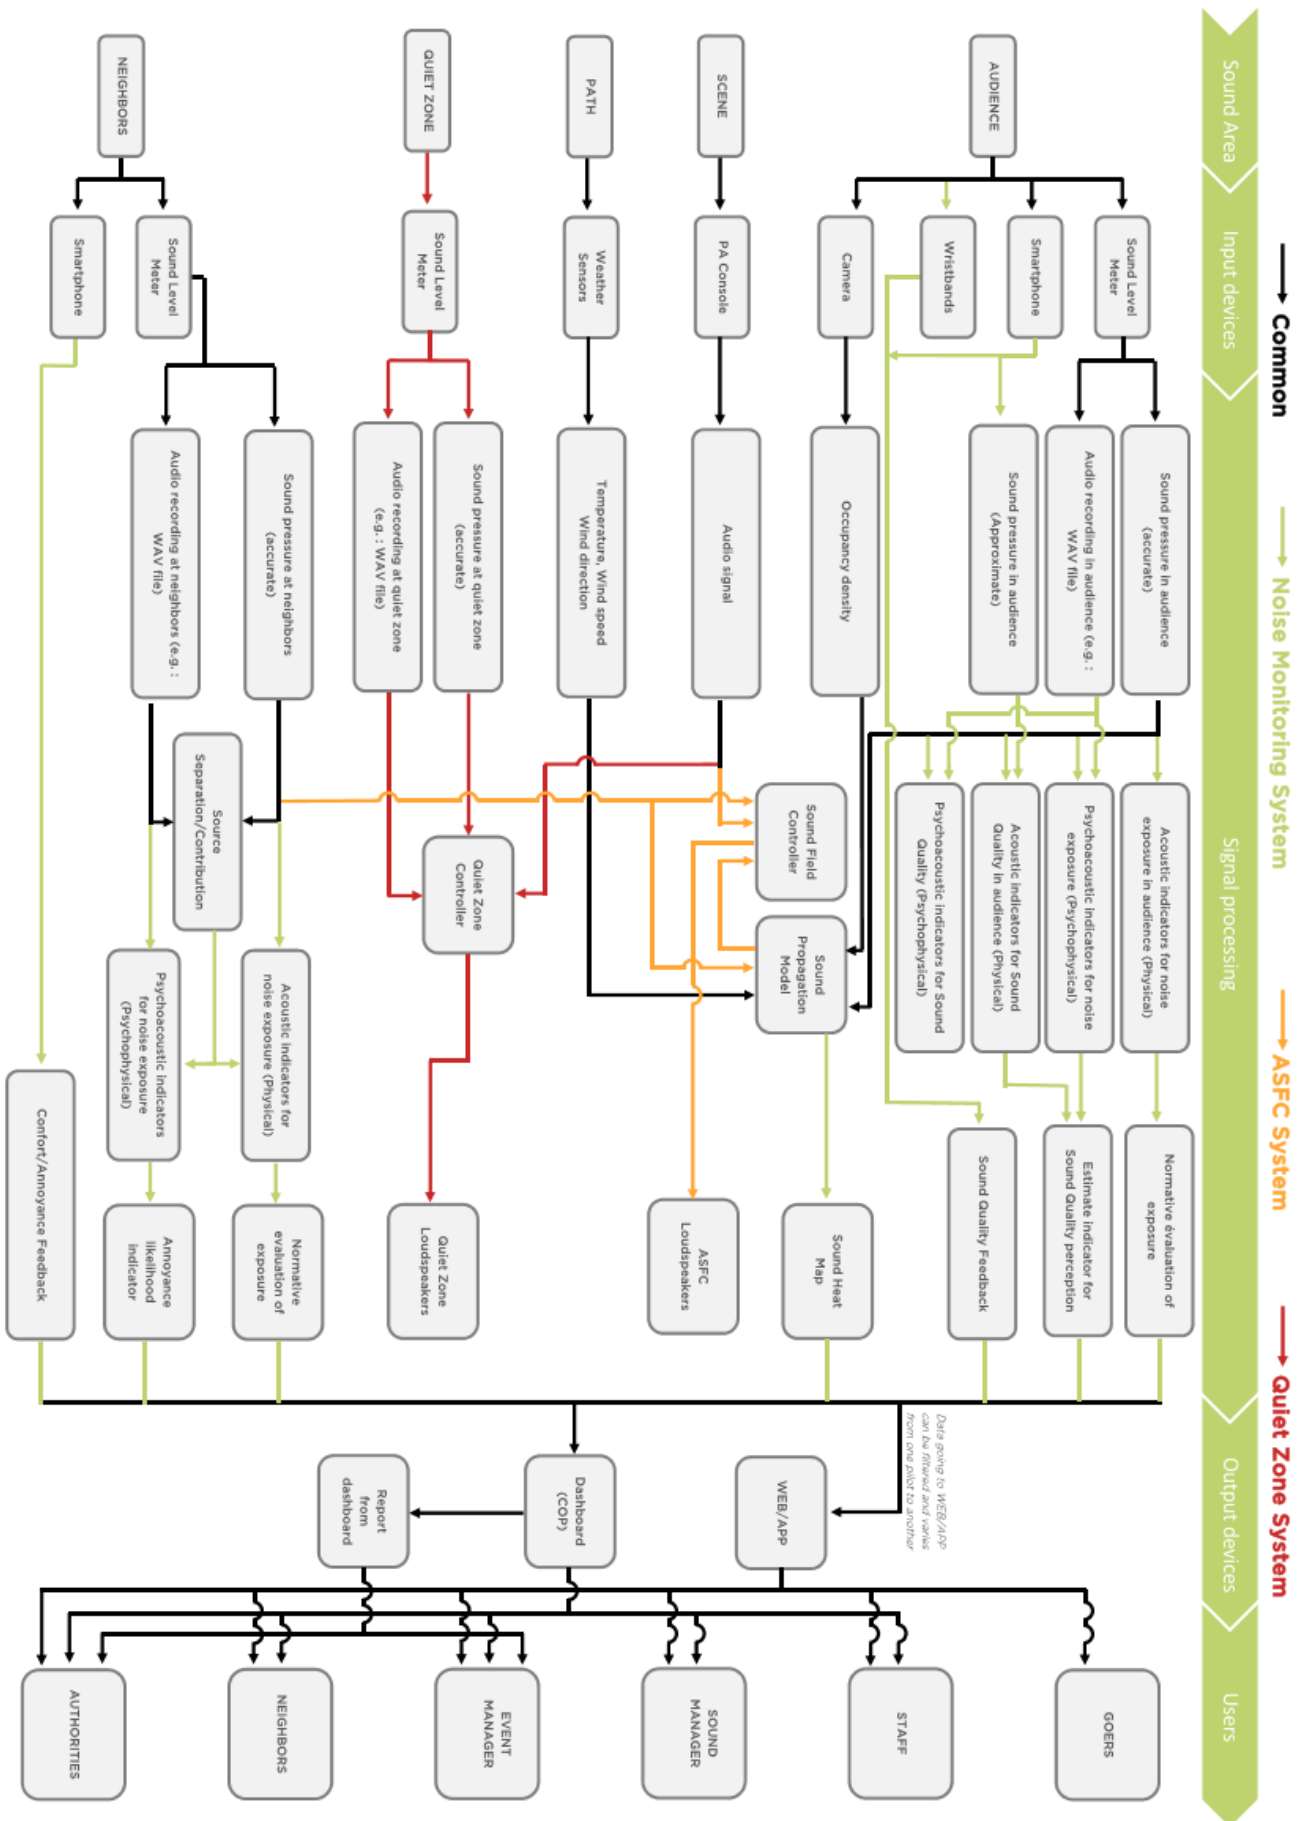 Common
Noise Monitoring System
ASFC System
Quiet Zone System
Sound Area
Input devices
Signal processing
Output devices
Users
AUDIENCE
SCENE
PATH
QUIET ZONE
NEIGHBORS
Sound Level
Meter
Smartphone
Wristbands
Camera
PA Console
Weather
Sensors
Sound Level
Meter
Sound Level
Meter
Smartphone
Sound pressure in audience
(accurate)
Audio recording in audience (e.g. :
WAV file)
Sound pressure in audience
(Approximate)
Occupancy density
Audio signal
Temperature, Wind speed
Wind direction
Sound pressure at quiet zone
(accurate)
Audio recording at quiet zone
(e.g. : WAV file)
Sound pressure at neighbors
(accurate)
Audio recording at neighbors (e.g. :
WAV file)
Acoustic indicators for noise
exposure in audience (Physical)
Psychoacoustic indicators for noise
exposure (Psychophysical)
Acoustic indicators for Sound
Quality in audience (Physical)
Psychoacoustic indicators for Sound
Quality (Psychophysical)
Sound Field
Controller
Sound
Propagation
Model
Quiet Zone
Controller
Source
Separation/Contribution
Acoustic indicators for
noise exposure (Physical)
Psychoacoustic indicators
for noise exposure
(Psychophysical)
Normative évaluation of
exposure
Estimate indicator for
Sound Quality perception
Sound Quality Feedback
Sound Heat
Map
ASFC
Loudspeakers
Quiet Zone
Loudspeakers
Normative
evaluation of
exposure
Annoyance
likelihood
indicator
Confort/Annoyance Feedback
Data going to WEB/APP
can be filtered and varies
from one pilot to another
WEB/APP
Dashboard
(COP)
Report
from
dashboard
GOERS
STAFF
SOUND
MANAGER
EVENT
MANAGER
NEIGHBORS
AUTHORITIES